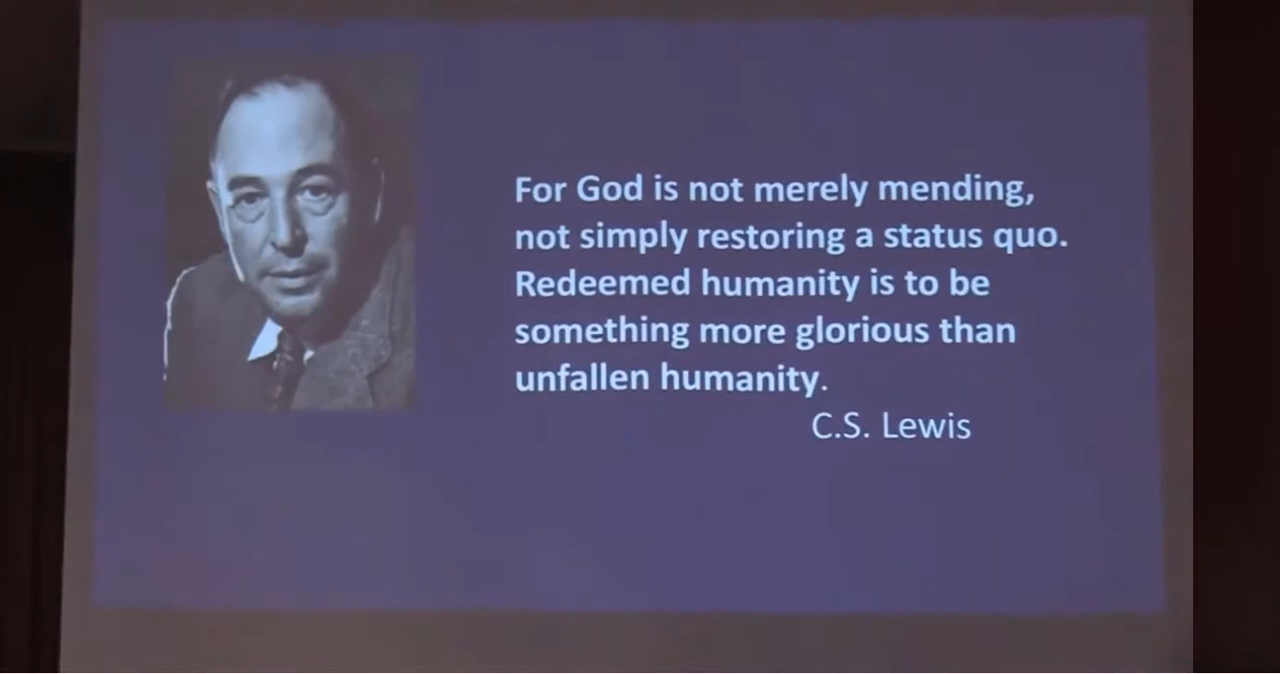 For God is not merely mending,
not simply restoring a status quo.
Redeemed humanity is to be
something more glorious than
unfallen humanity.
C.S. Lewis